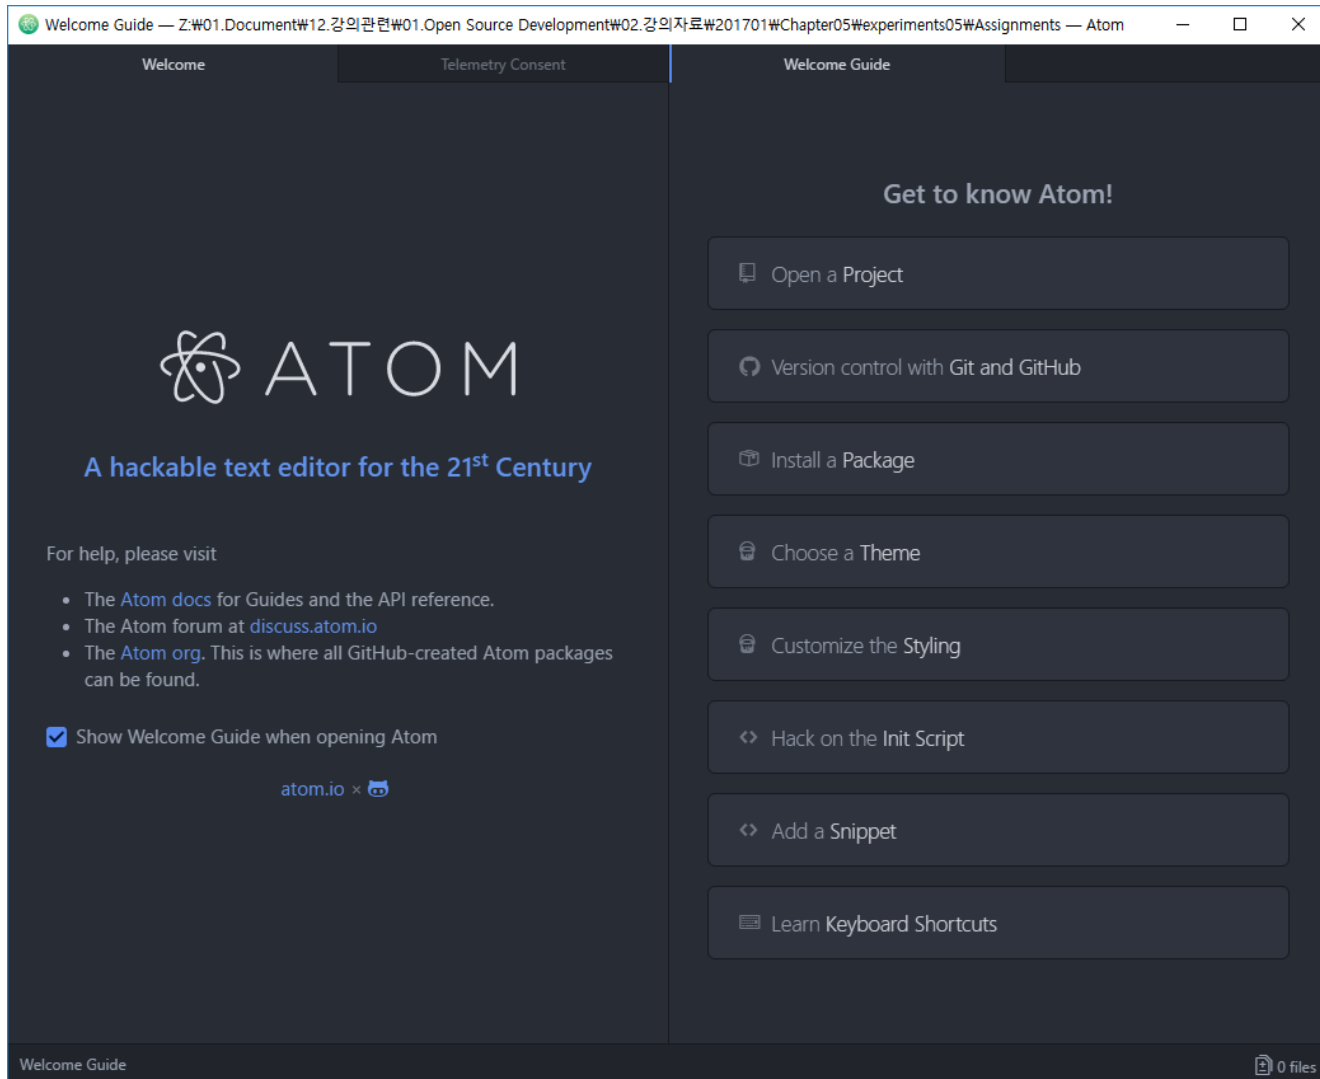 Welcome Guide — Z:₩01.Document₩12.강의관련₩01.Open Source Development₩02.강의자료₩201701₩Chapter05₩experiments05₩Assignments — Atom
Welcome
Telemetry Consent
Welcome Guide
ATOM
A hackable text editor for the 21st Century
For help, please visit
• The Atom docs for Guides and the API reference.
• The Atom forum at discuss.atom.io
• The Atom org. This is where all GitHub-created Atom packages
can be found.
Show Welcome Guide when opening Atom
atom.io ×
Get to know Atom!
Open a Project
Version control with Git and GitHub
Install a Package
Choose a Theme
Customize the Styling
Hack on the Init Script
Add a Snippet
Learn Keyboard Shortcuts
Welcome Guide
0 files